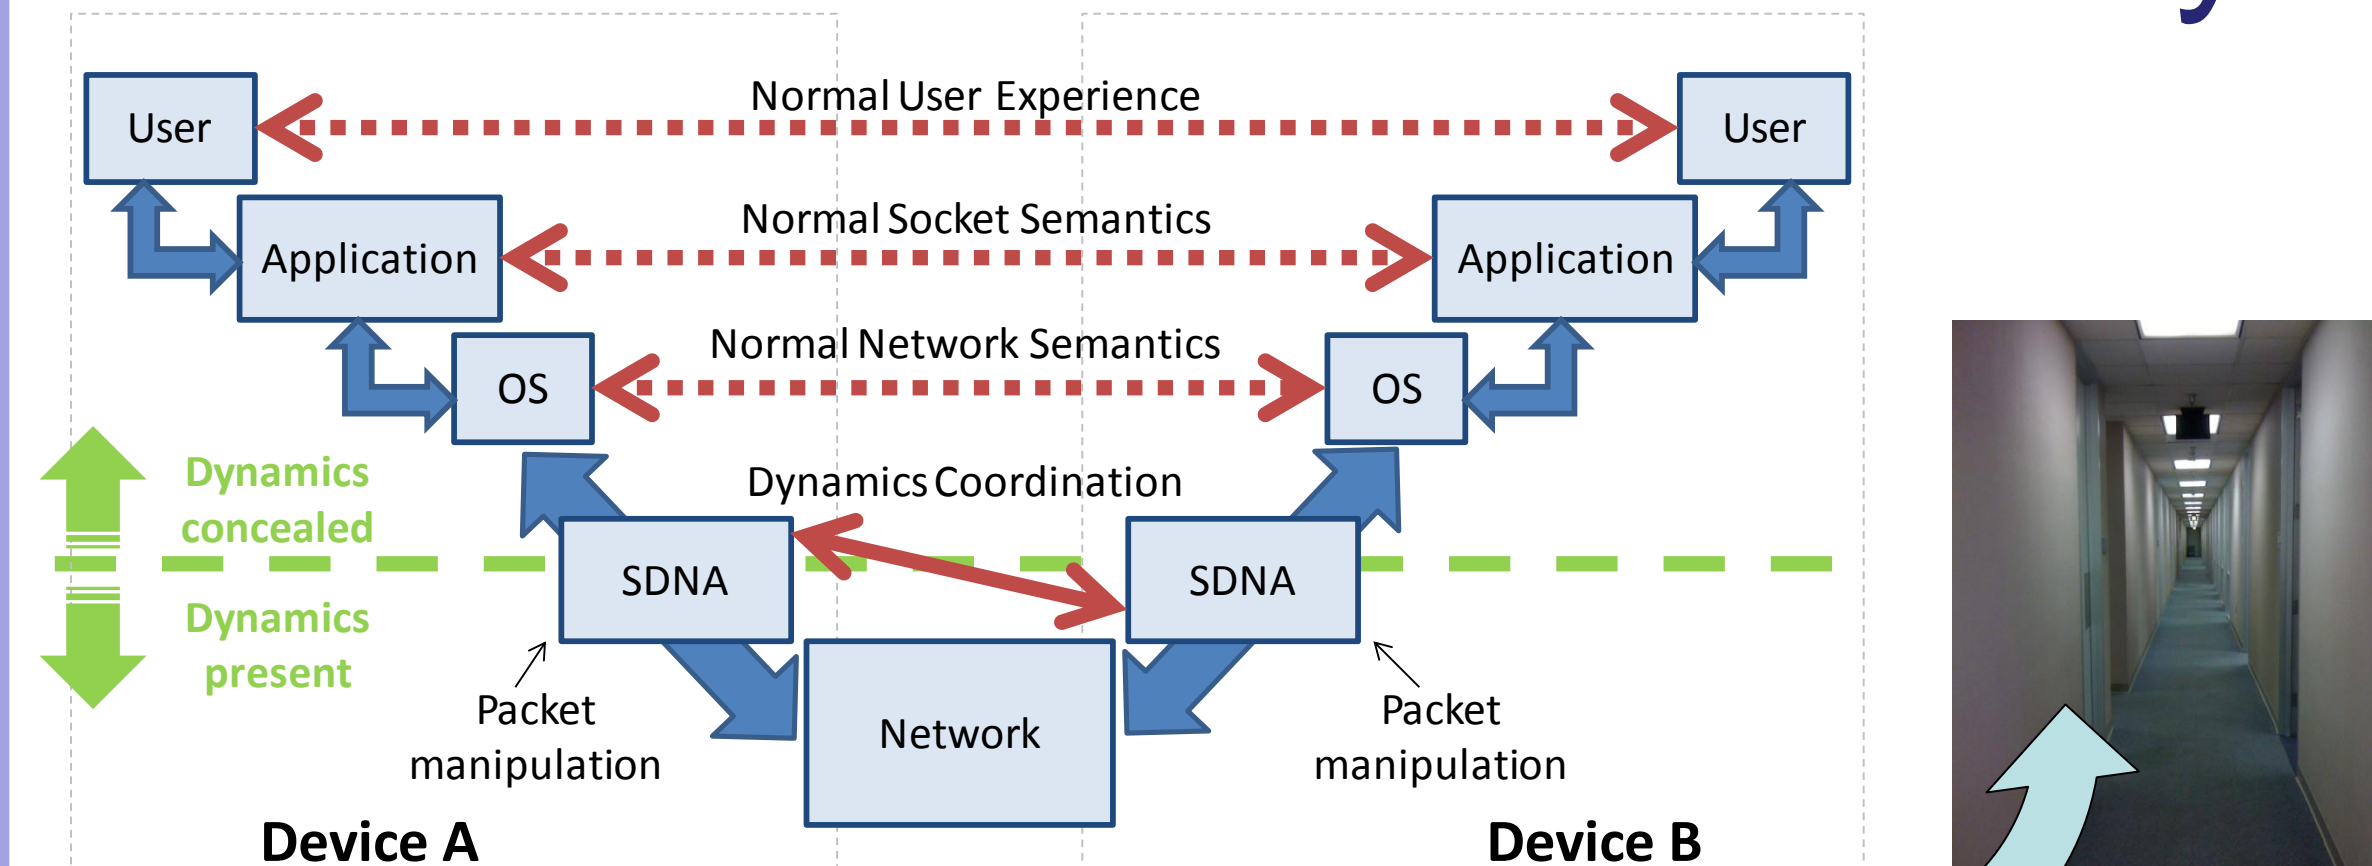 Normal User Experience
User
User
Normal Socket Semantics
Application
Application
Normal Network Semantics
OS
OS
Dynamics
concealed
Dynamics Coordination
SDNA
SDNA
Dynamics
present
Packet
manipulation
Network
Packet
manipulation
Device A
Device B